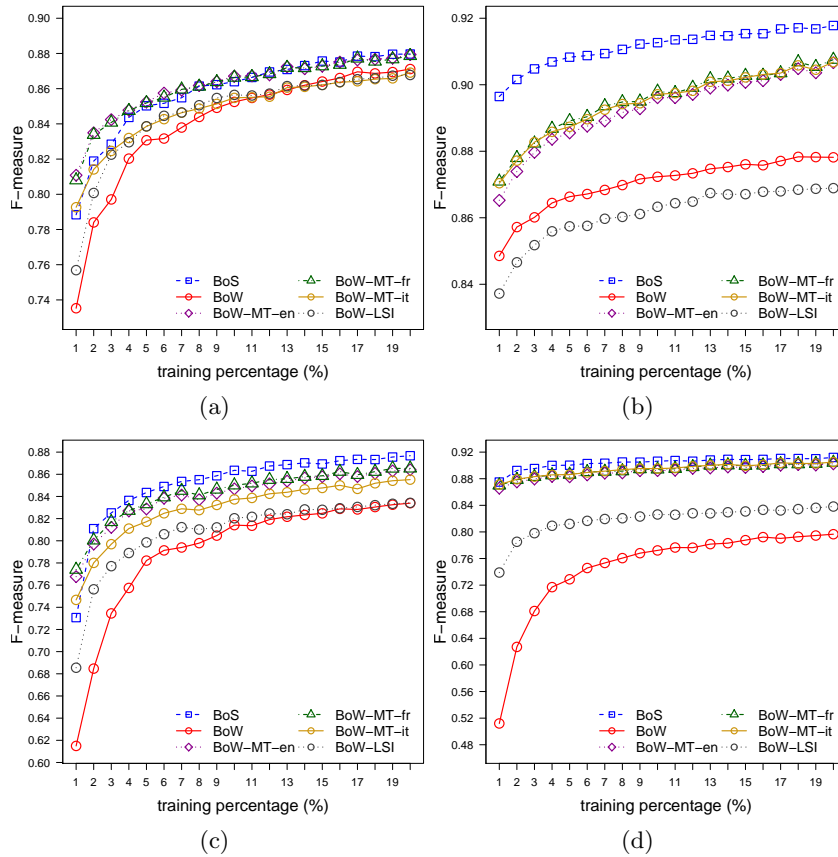 0.92
0.88
0.90
0.86
0.84
0.88
0.82
F−measure
F−measure
0.80
0.86
0.78
0.76
BoS
BoW−MT−fr
BoS
BoW−MT−fr
0.84
0.74
BoW
BoW−MT−it
BoW
BoW−MT−it
BoW−MT−en
BoW−LSI
BoW−MT−en
BoW−LSI
1 2 3 4 5 6 7 8 9 11 13 15 17 19
1 2 3 4 5 6 7 8 9 11 13 15 17 19
training percentage (%)
training percentage (%)
(a)
(b)
0.88
0.86
0.84
0.82
0.80
0.78
0.76
0.74
0.72
0.70
0.68
0.66
0.64
0.62
0.60
F−measure
BoS
BoW−MT−fr
BoW
BoW−MT−it
BoW−MT−en
BoW−LSI
1 2 3 4 5 6 7 8 9 11 13 15 17 19
training percentage (%)
(c)
0.92
0.88
0.84
0.80
0.76
0.72
0.68
0.64
0.60
0.56
0.52
0.48
F−measure
BoS
BoW−MT−fr
BoW
BoW−MT−it
BoW−MT−en
BoW−LSI
1 2 3 4 5 6 7 8 9 11 13 15 17 19
training percentage (%)
(d)